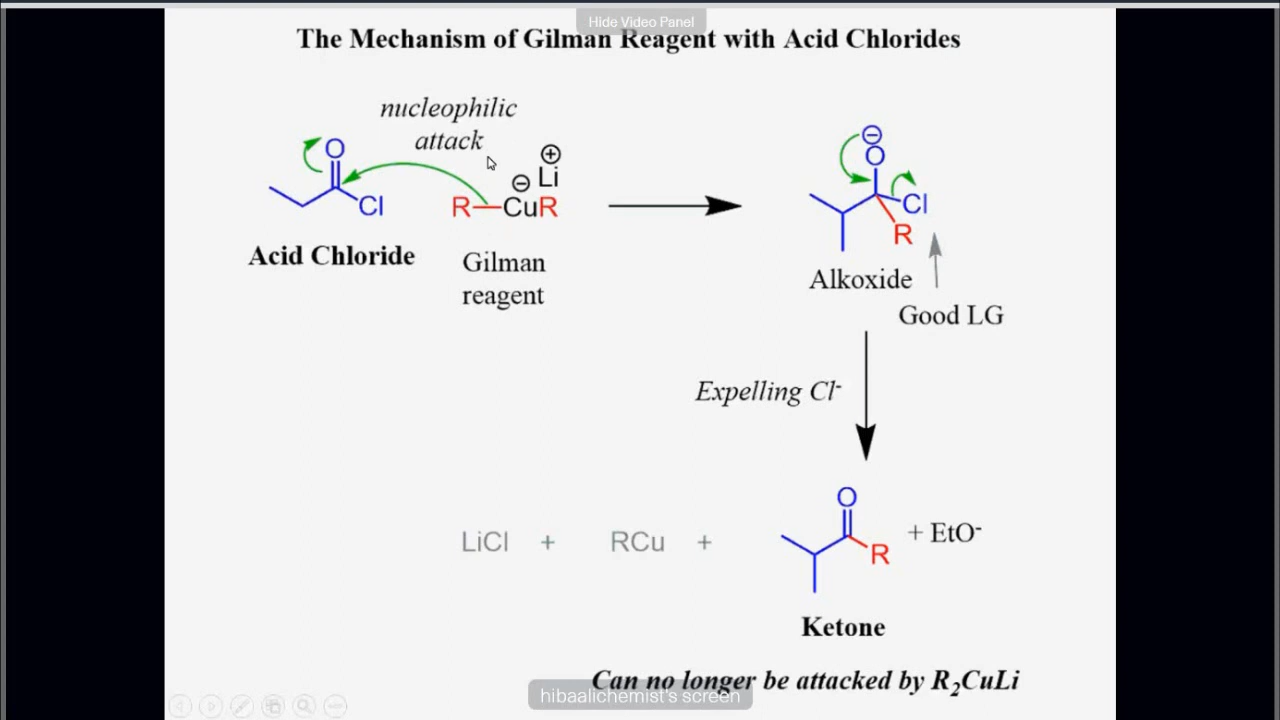 Hide Video Panel
The Mechanism of Gilman Reagent with Acid Chlorides
nucleophilic
attack
O
Cl
⊖
⊕
Li
R—CuR
Acid Chloride
Gilman
reagent
⊖
O
Cl
R
Alkoxide
Good LG
Expelling Cl⁻
LiCl + RCu +
O
R
+ EtO⁻
Ketone
Can no longer be attacked by R₂CuLi
hibaalichemist's screen